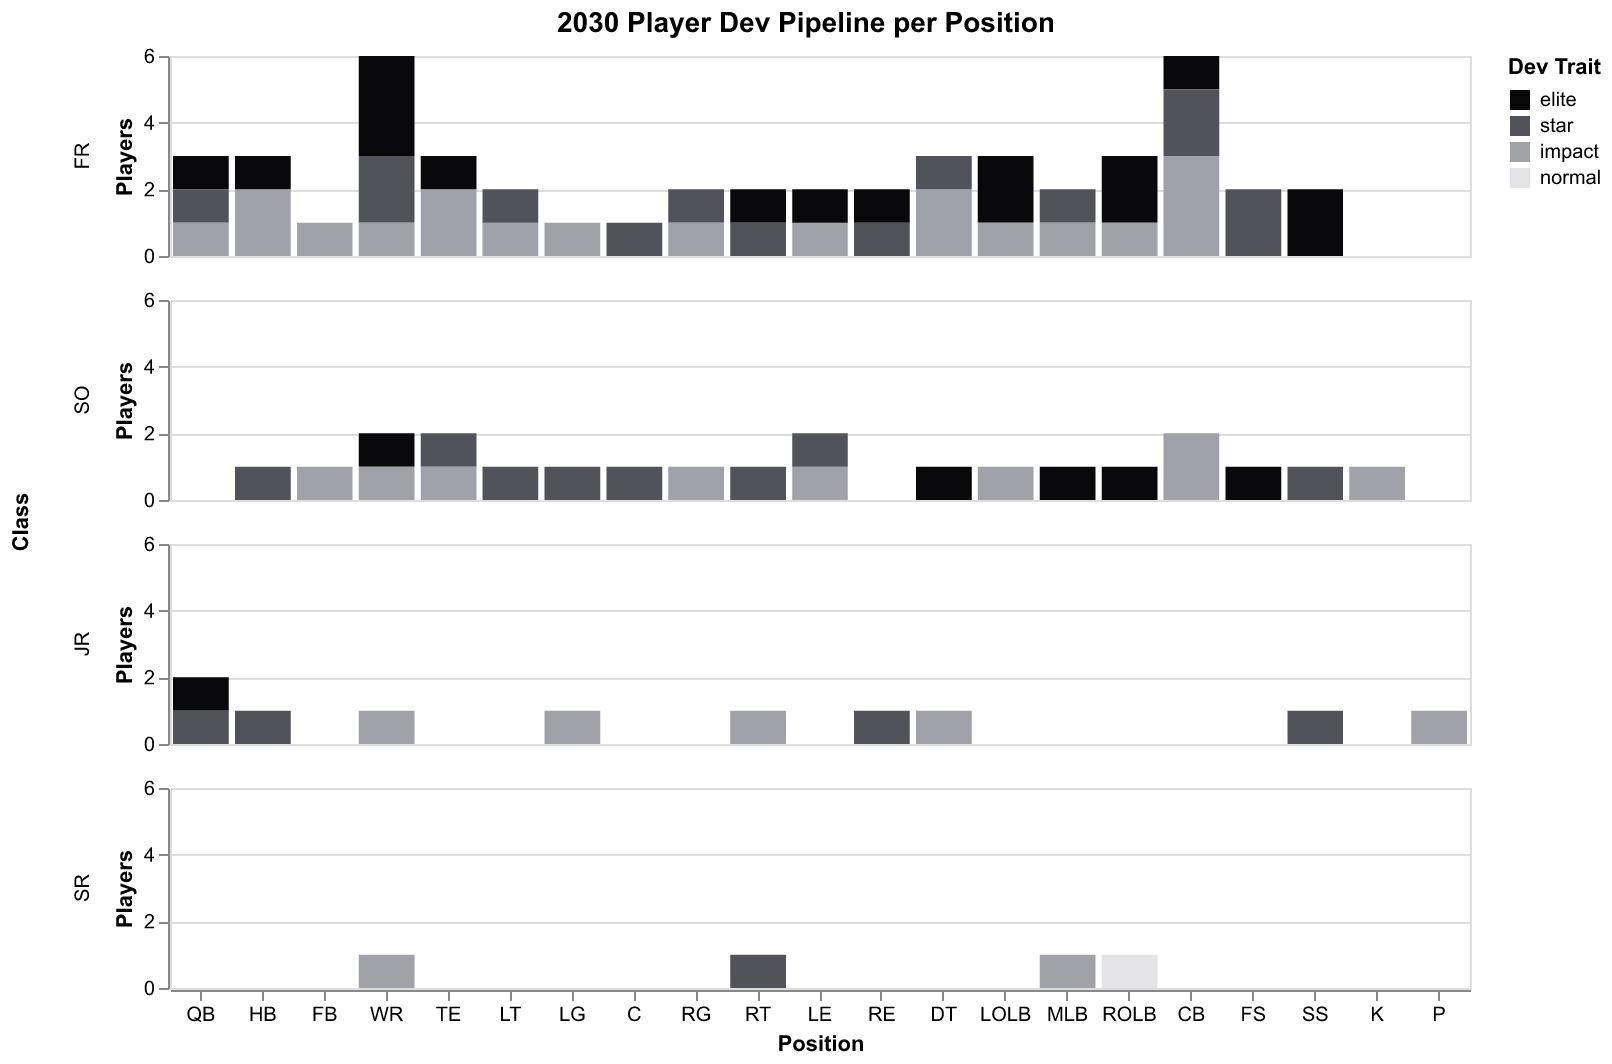 2030 Player Dev Pipeline per Position
Dev Trait
elite
star
impact
normal
Class
FR
Players
6
4
2
0
SO
Players
6
4
2
0
JR
Players
6
4
2
0
SR
Players
6
4
2
0
QB HB FB WR TE LT LG C RG RT LE RE DT LOLB MLB ROLB CB FS SS K P
Position